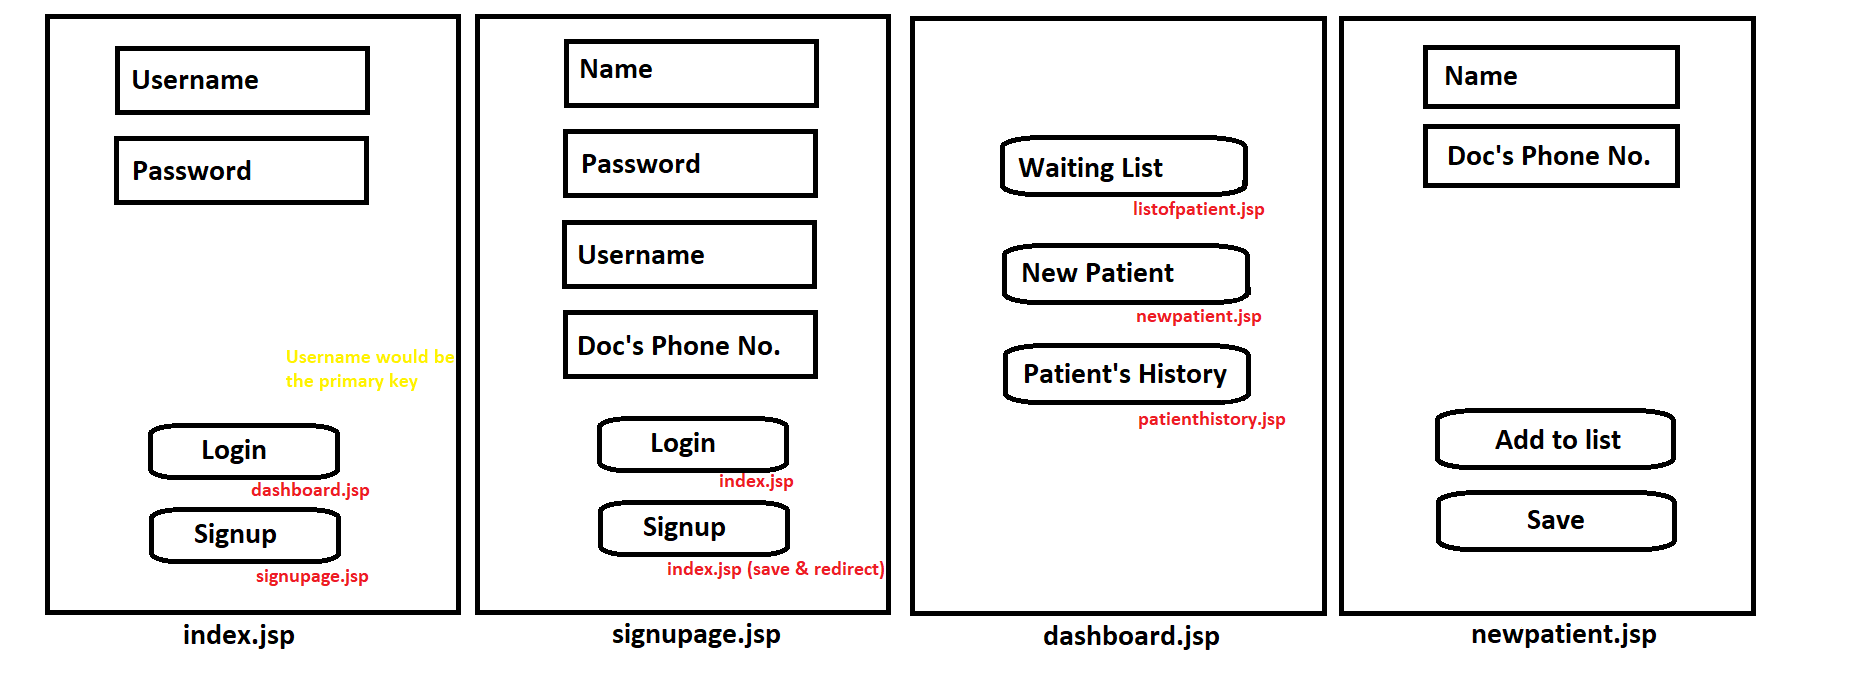 Username
Password
Username would be
the primary key
Login
dashboard.jsp
Signup
signupage.jsp
index.jsp
Name
Password
Username
Doc's Phone No.
Login
index.jsp
Signup
index.jsp (save & redirect)
signupage.jsp
Waiting List
listofpatient.jsp
New Patient
newpatient.jsp
Patient's History
patienthistory.jsp
dashboard.jsp
Name
Doc's Phone No.
Add to list
Save
newpatient.jsp